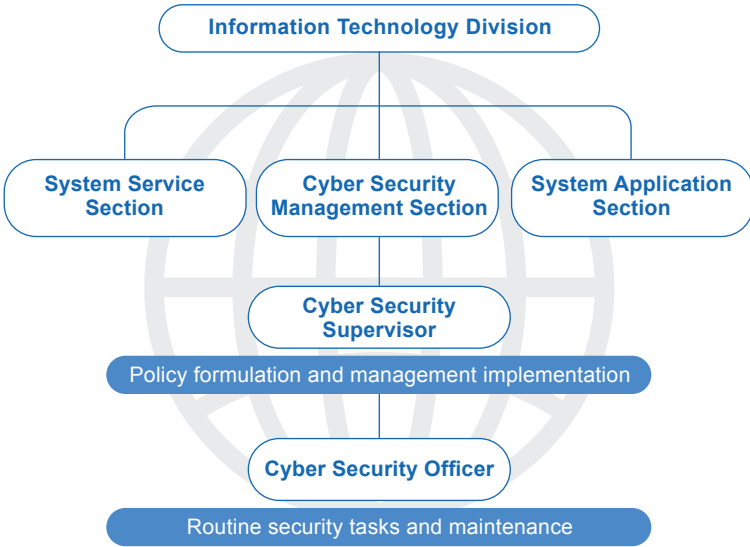 Information Technology Division
System Service
Section
Cyber Security
Management Section
System Application
Section
Cyber Security
Supervisor
Policy formulation and management implementation
Cyber Security Officer
Routine security tasks and maintenance